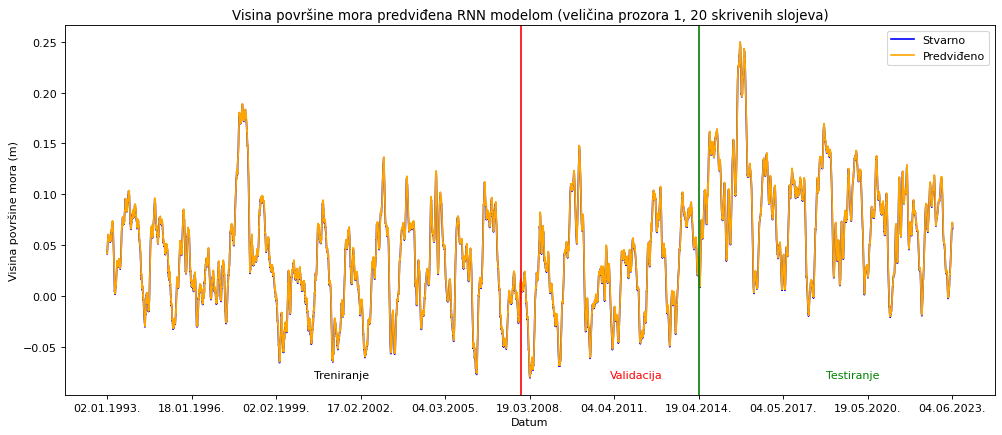 Visina površine mora predviđena RNN modelom (veličina prozora 1, 20 skrivenih slojeva)
Stvarno
Predviđeno
Visina površine mora (m)
0.25
0.20
0.15
0.10
0.05
0.00
−0.05
Treniranje
Validacija
Testiranje
02.01.1993.
18.01.1996.
02.02.1999.
17.02.2002.
04.03.2005.
19.03.2008.
04.04.2011.
19.04.2014.
04.05.2017.
19.05.2020.
04.06.2023.
Datum